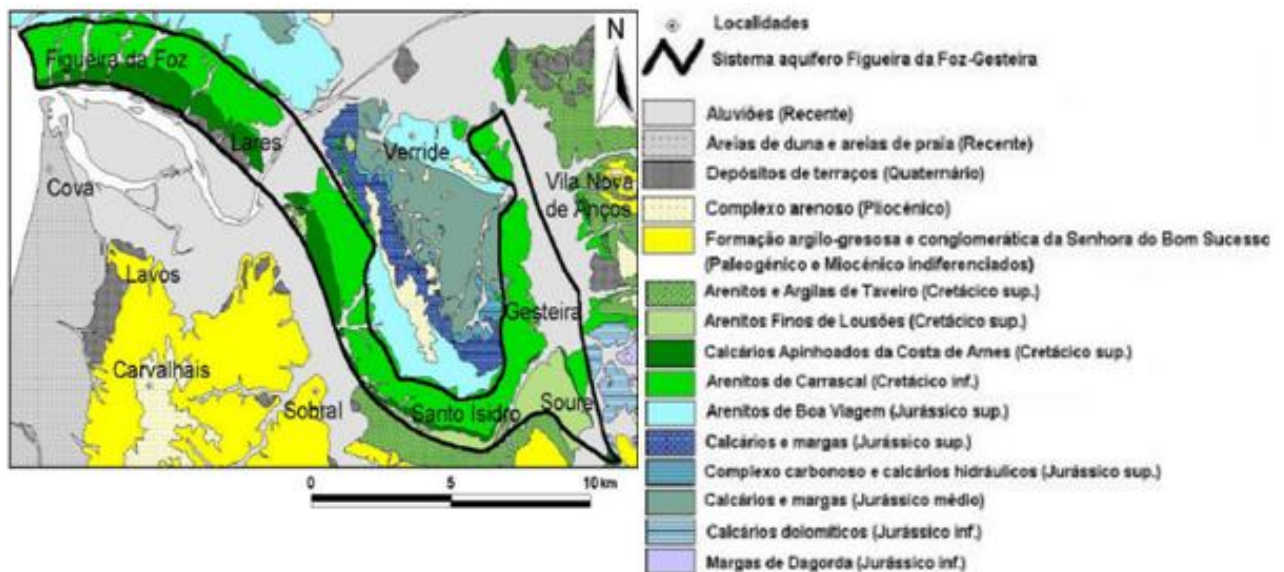 Figueira da Foz
N
Lares
Verride
Cova
Vila Nova
de Anços
Lavos
Gesteira
Carvalhais
Sobral
Santo Isidro
Soure
0 5 10 km
Localidades
Sistema aquífero Figueira da Foz-Gesteira
Aluviões (Recente)
Areias de duna e areias de praia (Recente)
Depósitos de terraços (Quaternário)
Complexo arenoso (Pliocénico)
Formação argilo-gresosa e conglomerática da Senhora do Bom Sucesso
(Paleogénico e Miocénico indiferenciados)
Arenitos e Argilas de Taveiro (Cretácico sup.)
Arenitos Finos de Lousões (Cretácico sup.)
Calcários Apinhoados da Costa de Arnes (Cretácico sup.)
Arenitos de Carrascal (Cretácico inf.)
Arenitos de Boa Viagem (Jurássico sup.)
Calcários e margas (Jurássico sup.)
Complexo carbonoso e calcários hidráulicos (Jurássico sup.)
Calcários e margas (Jurássico médio)
Calcários dolomíticos (Jurássico inf.)
Margas de Dagorda (Jurássico inf.)